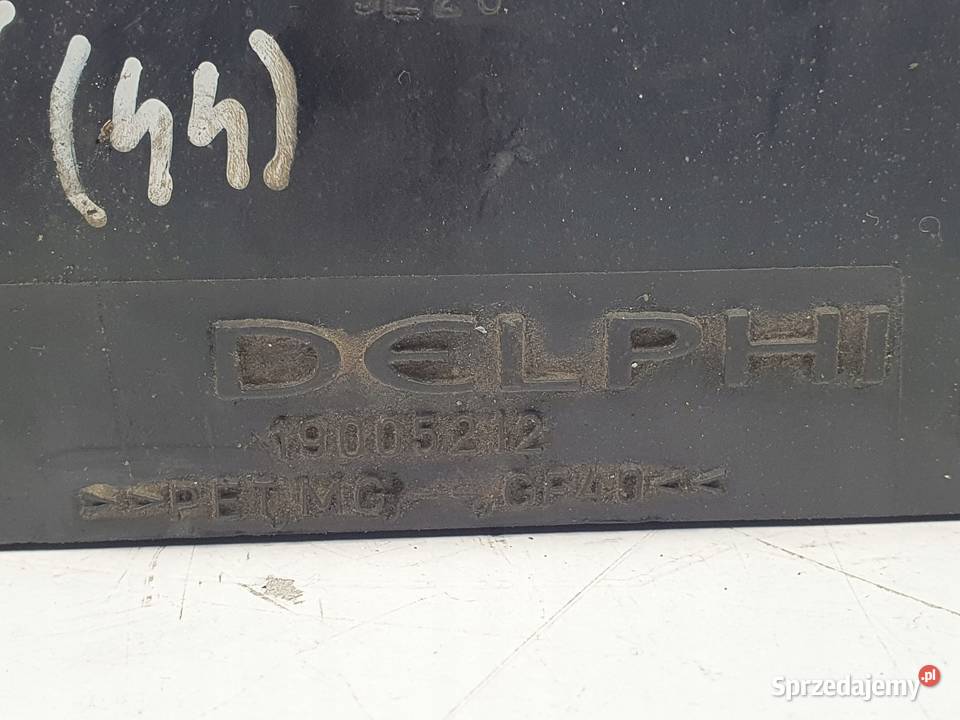 (44)
DELPHI
19005212
>>PET MG -- GF40<<
Sprzedajemy.pl